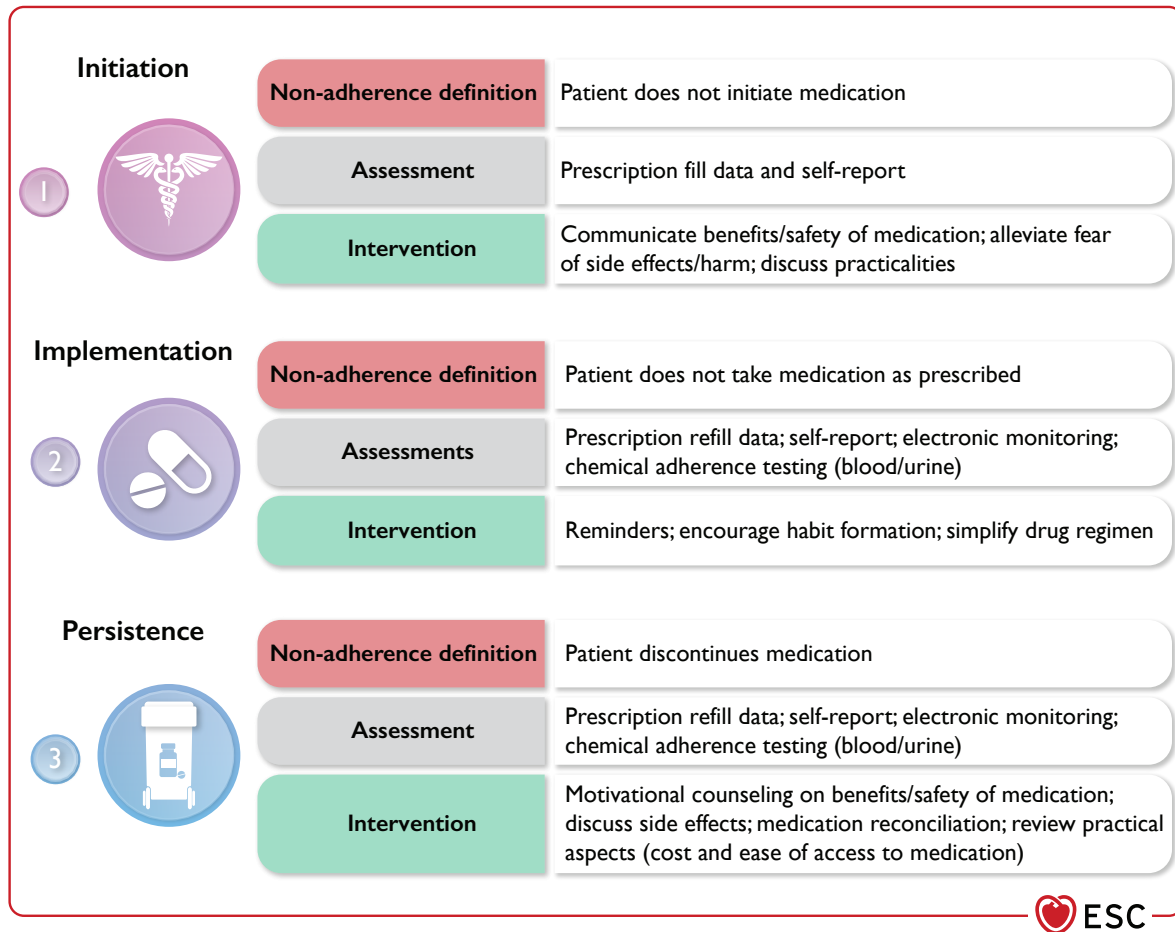 Initiation
1
Non-adherence definition
Patient does not initiate medication
Assessment
Prescription fill data and self-report
Intervention
Communicate benefits/safety of medication; alleviate fear
of side effects/harm; discuss practicalities
Implementation
2
Non-adherence definition
Patient does not take medication as prescribed
Assessments
Prescription refill data; self-report; electronic monitoring;
chemical adherence testing (blood/urine)
Intervention
Reminders; encourage habit formation; simplify drug regimen
Persistence
3
Non-adherence definition
Patient discontinues medication
Assessment
Prescription refill data; self-report; electronic monitoring;
chemical adherence testing (blood/urine)
Intervention
Motivational counseling on benefits/safety of medication;
discuss side effects; medication reconciliation; review practical
aspects (cost and ease of access to medication)
ESC